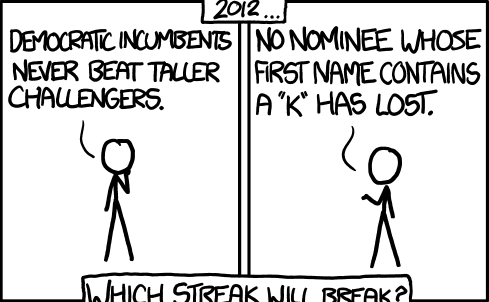 2012...
DEMOCRATIC INCUMBENTS
NEVER BEAT TALLER
CHALLENGERS.
NO NOMINEE WHOSE
FIRST NAME CONTAINS
A "K" HAS LOST.
WHICH STREAK WILL BREAK?